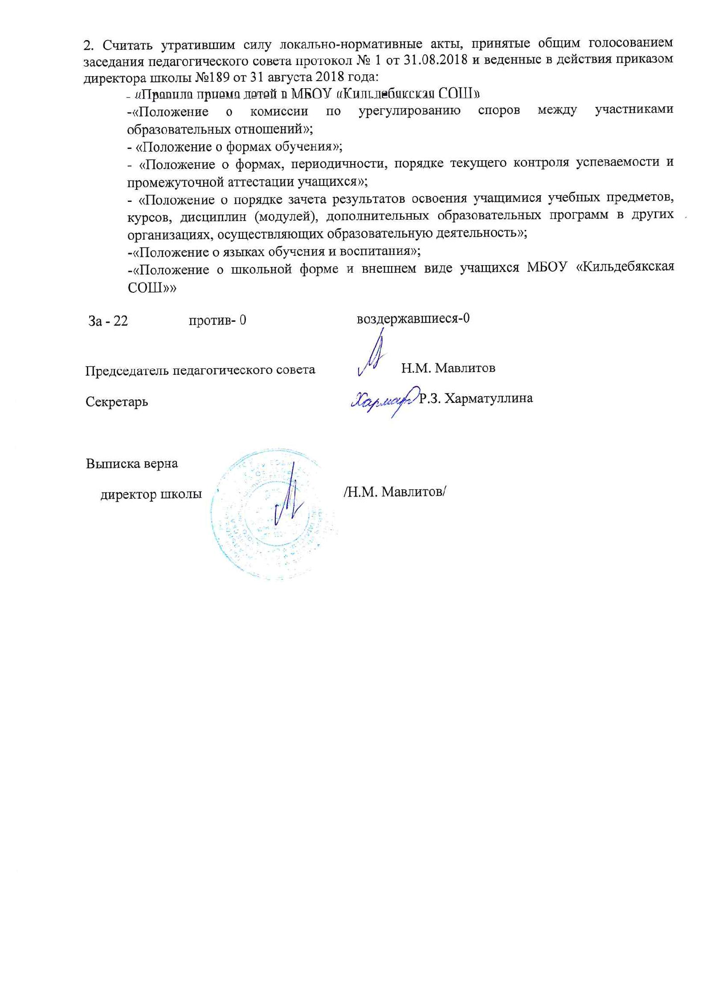 2. Считать утратившим силу локально-нормативные акты, принятые общим голосованием
заседания педагогического совета протокол № 1 от 31.08.2018 и веденные в действия приказом
директора школы №189 от 31 августа 2018 года:
- «Правила приема детей в МБОУ «Кильдебякская СОШ»
-«Положение о комиссии по урегулированию споров между участниками
образовательных отношений»;
- «Положение о формах обучения»;
- «Положение о формах, периодичности, порядке текущего контроля успеваемости и
промежуточной аттестации учащихся»;
- «Положение о порядке зачета результатов освоения учащимися учебных предметов,
курсов, дисциплин (модулей), дополнительных образовательных программ в других
организациях, осуществляющих образовательную деятельность»;
-«Положение о языках обучения и воспитания»;
-«Положение о школьной форме и внешнем виде учащихся МБОУ «Кильдебякская
СОШ»»
За - 22 против- 0 воздержавшиеся-0
Председатель педагогического совета Н.М. Мавлитов
Секретарь Хармат Р.З. Харматуллина
Выписка верна
директор школы /Н.М. Мавлитов/